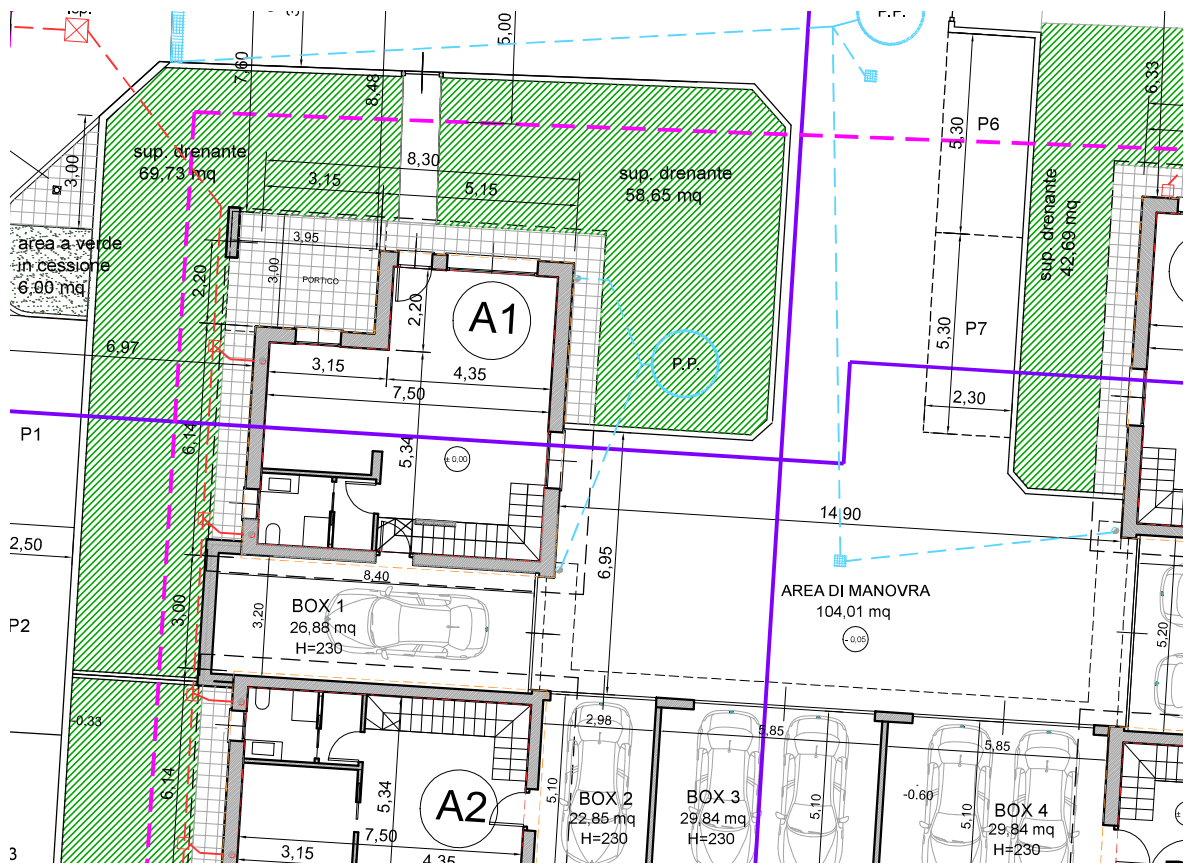 P.P.
5,00
7,60
8,48
6,33
3,00
sup. drenante
69,73 mq
8,30
3,15
5,15
sup. drenante
58,65 mq
5,30
P6
sup. drenante
42,69 mq
area a verde
in cessione
6,00 mq
3,95
3,00
PORTICO
2,20
2,20
A1
P.P.
5,30
P7
2,30
6,97
3,15
4,35
7,50
P1
6,14
5,34
± 0,00
14,90
2,50
6,95
8,40
AREA DI MANOVRA
104,01 mq
-0,05
3,00
3,20
BOX 1
26,88 mq
H=230
P2
5,20
-0.33
2,98
5,85
5,85
6,14
5,34
A2
5,10
BOX 2
22,85 mq
H=230
BOX 3
29,84 mq
H=230
5,10
-0.60
5,10
BOX 4
29,84 mq
H=230
7,50
3,15
4,35